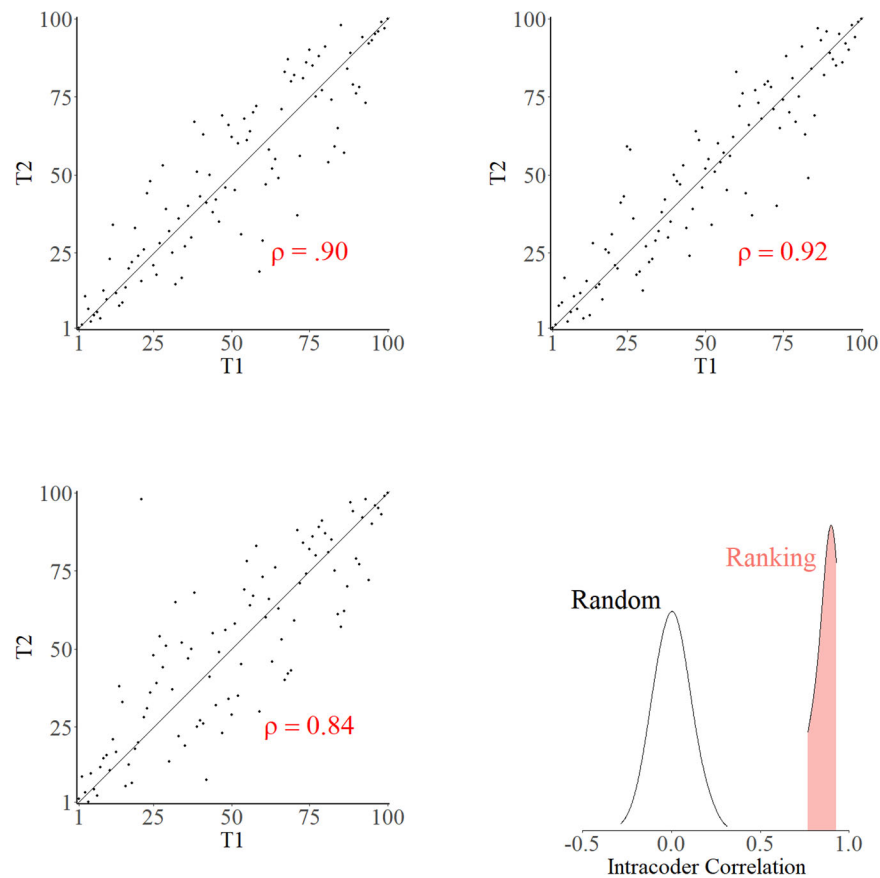 100
75
T2
50
25
1
ρ = .90
1 25 50 75 100
T1
100
75
T2
50
25
1
ρ = 0.92
1 25 50 75 100
T1
100
75
T2
50
25
1
ρ = 0.84
1 25 50 75 100
T1
Ranking
Random
-0.5 0.0 0.5 1.0
Intracoder Correlation